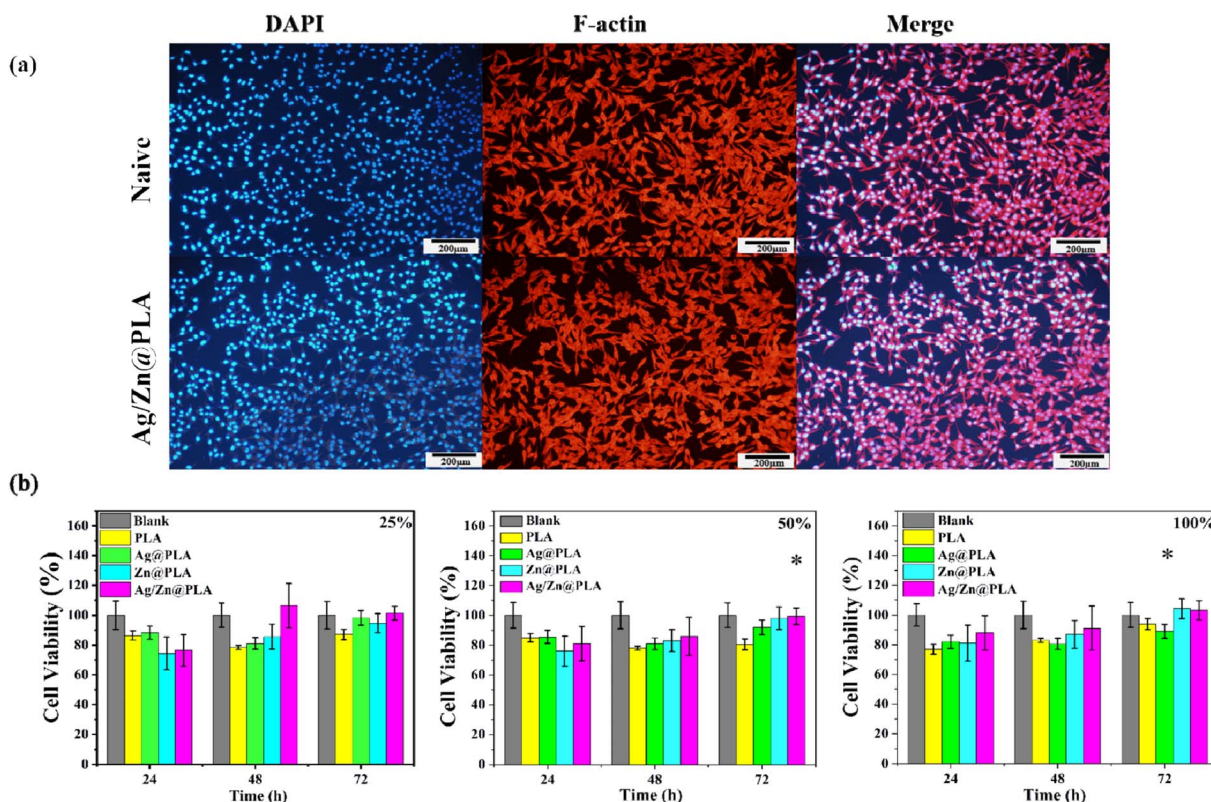 DAPI F-actin Merge
(a)
Naive
200μm 200μm 200μm
Ag/Zn@PLA
200μm 200μm 200μm
(b)
160
140
120
100
80
60
40
20
0
Cell Viability (%)
Blank
PLA
Ag@PLA
Zn@PLA
Ag/Zn@PLA
25%
24 48 72
Time (h)
160
140
120
100
80
60
40
20
0
Cell Viability (%)
Blank
PLA
Ag@PLA
Zn@PLA
Ag/Zn@PLA
50%
*
24 48 72
Time (h)
160
140
120
100
80
60
40
20
0
Cell Viability (%)
Blank
PLA
Ag@PLA
Zn@PLA
Ag/Zn@PLA
100%
*
24 48 72
Time (h)